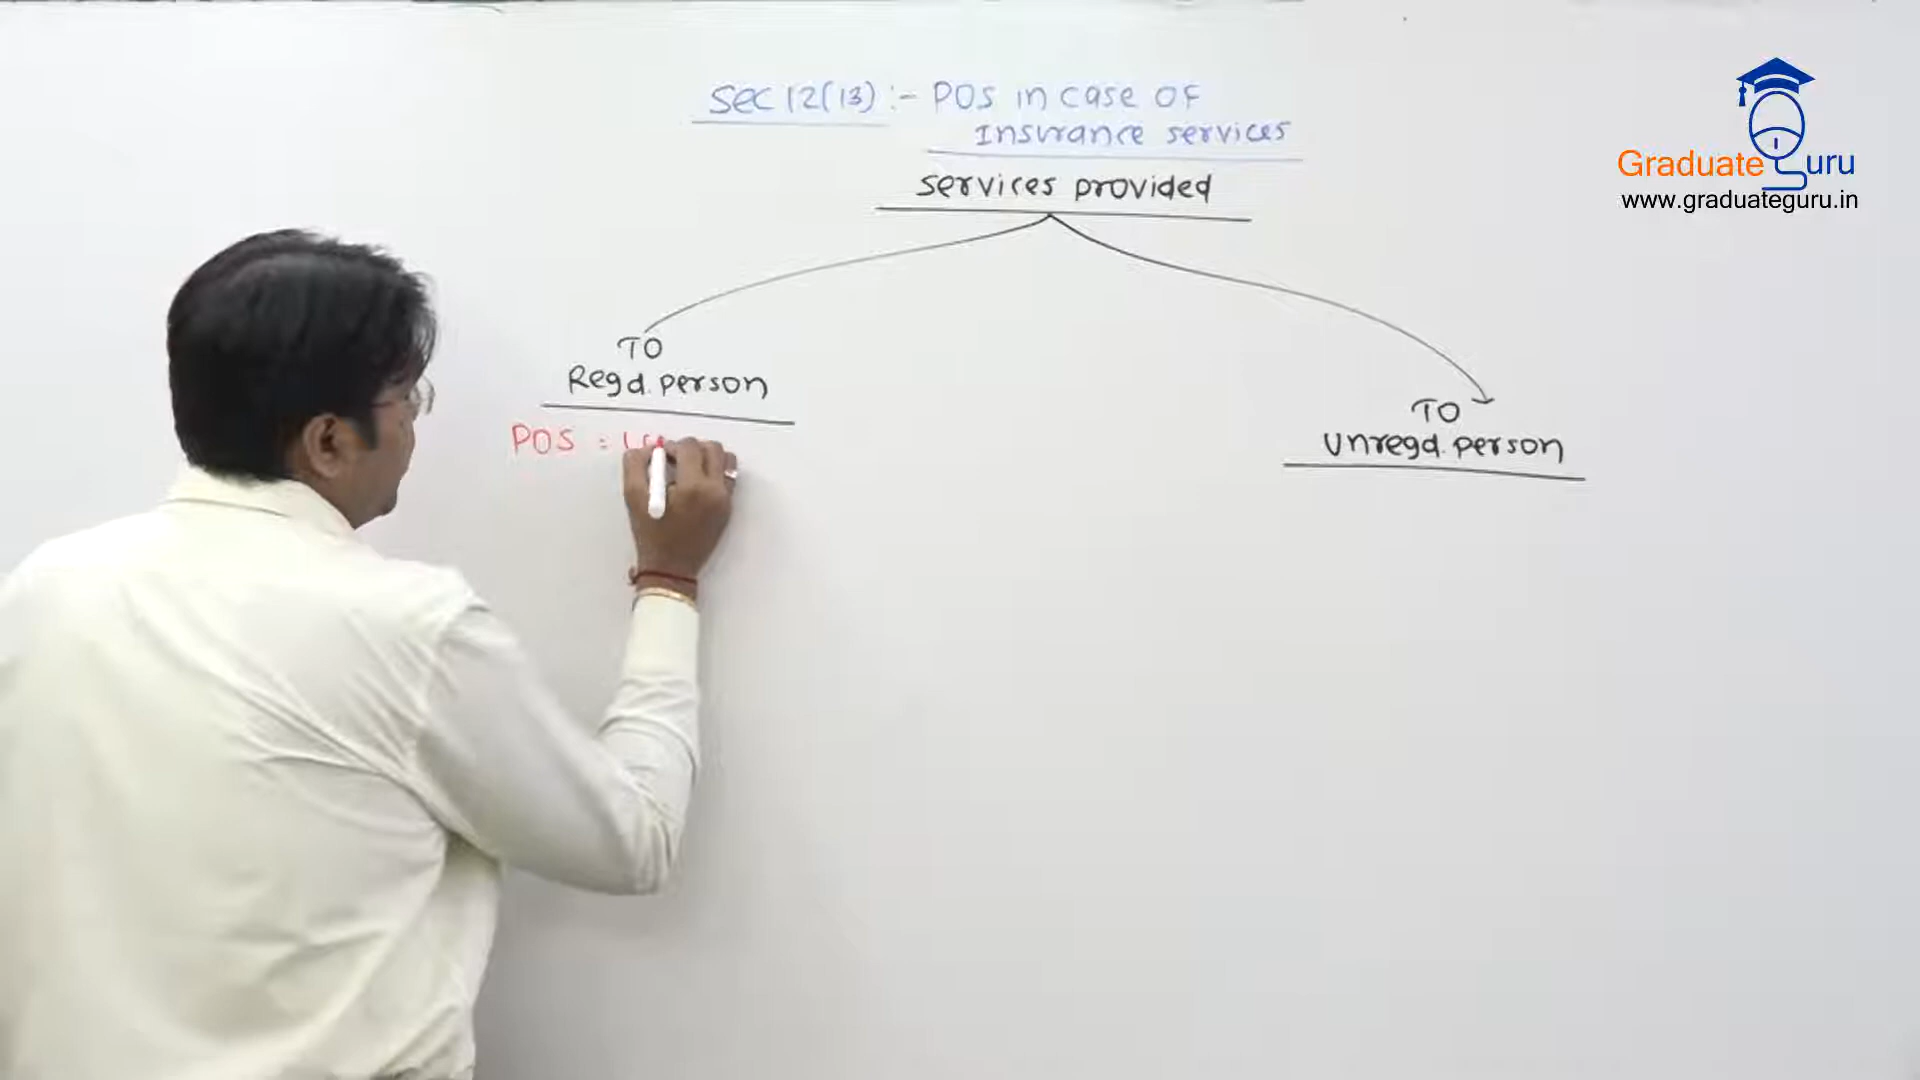 Sec 12(13) :- POS in case of
Insurance services
services provided
TO
Regd. person
POS :
TO
Unregd. person
Graduate Guru
www.graduateguru.in